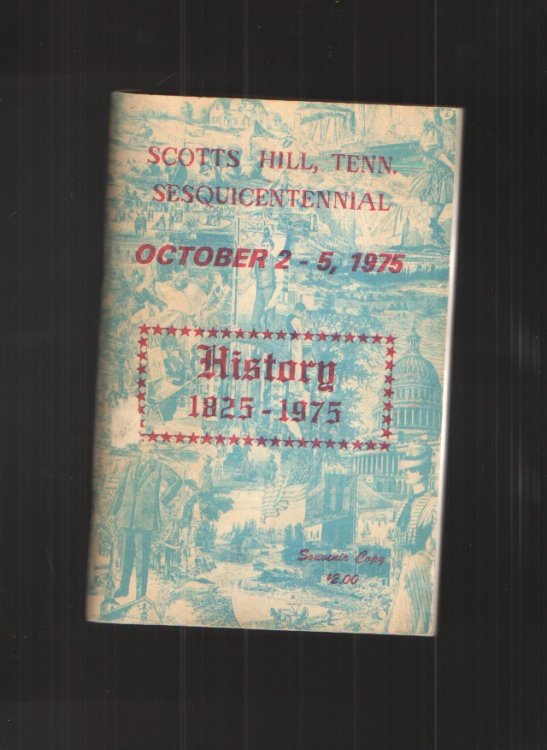 SCOTTS HILL, TENN.
SESQUICENTENNIAL
OCTOBER 2 - 5, 1975
History
1825 - 1975
Souvenir Copy
$2.00